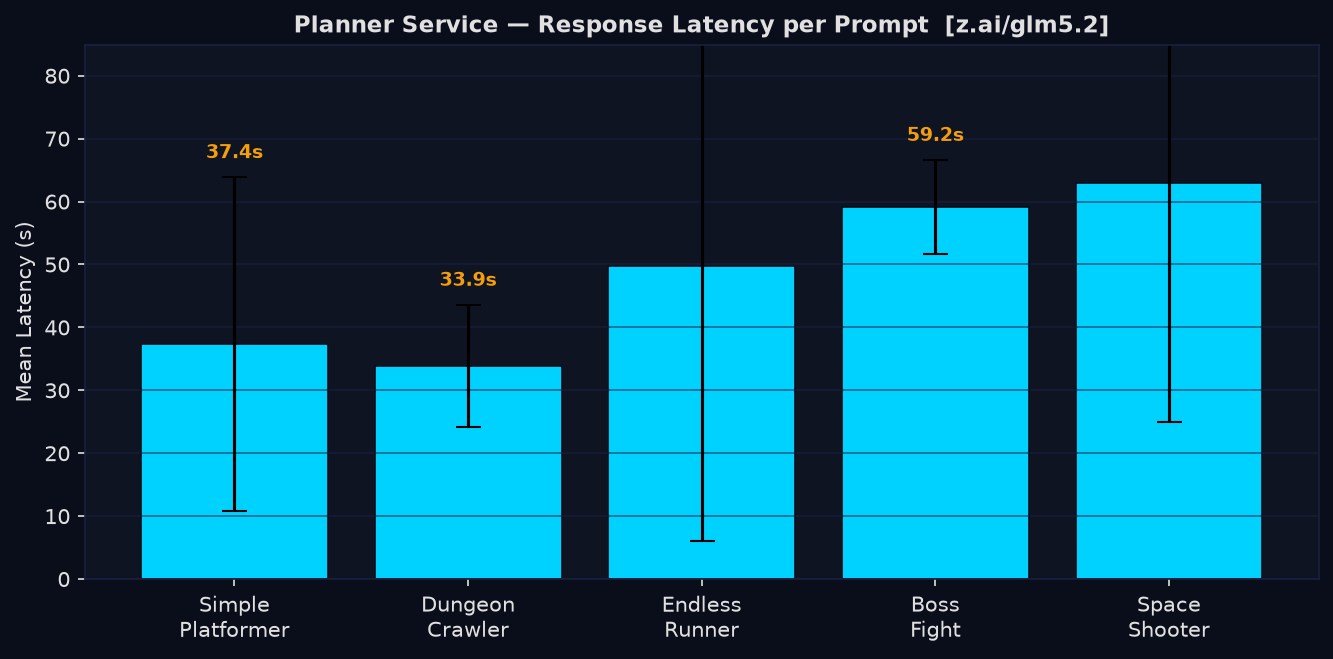 Planner Service — Response Latency per Prompt [z.ai/glm5.2]
Mean Latency (s)
80
70
60
50
40
30
20
10
0
37.4s
33.9s
59.2s
Simple
Platformer
Dungeon
Crawler
Endless
Runner
Boss
Fight
Space
Shooter